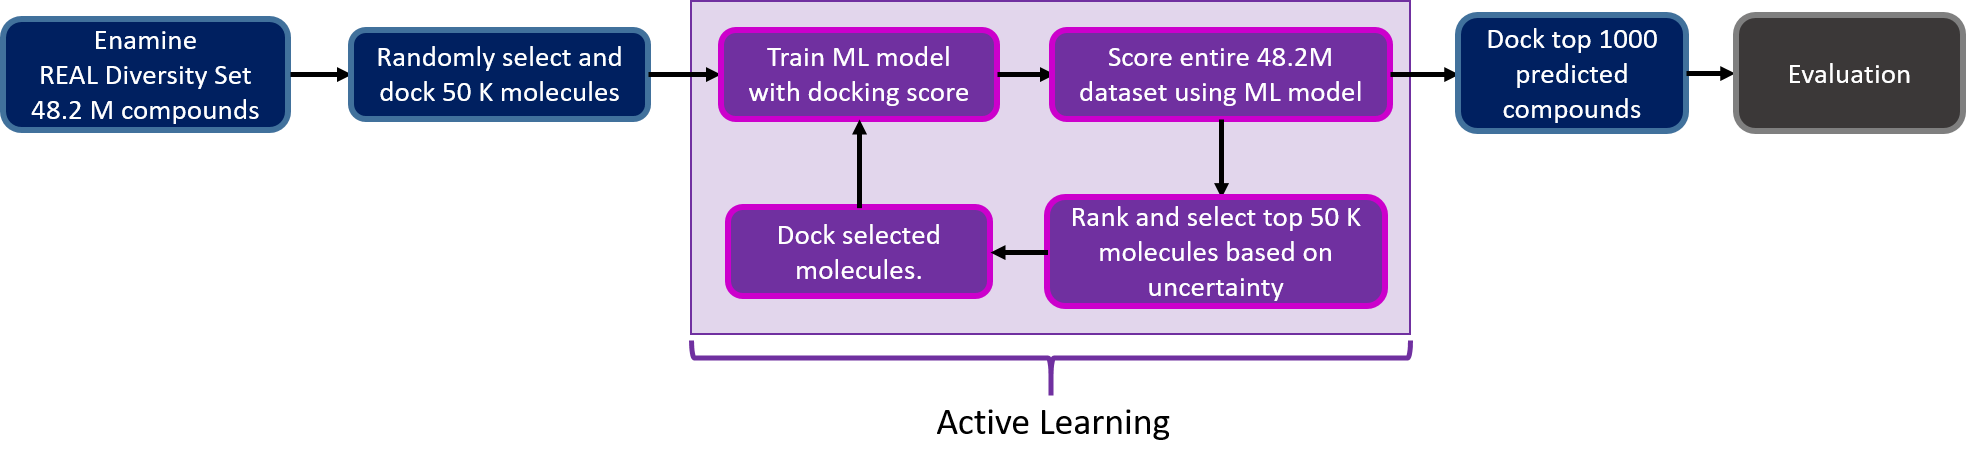 Enamine
REAL Diversity Set
48.2 M compounds
Randomly select and
dock 50 K molecules
Train ML model
with docking score
Score entire 48.2M
dataset using ML model
Rank and select top 50 K
molecules based on
uncertainty
Dock selected
molecules.
Dock top 1000
predicted
compounds
Evaluation
Active Learning